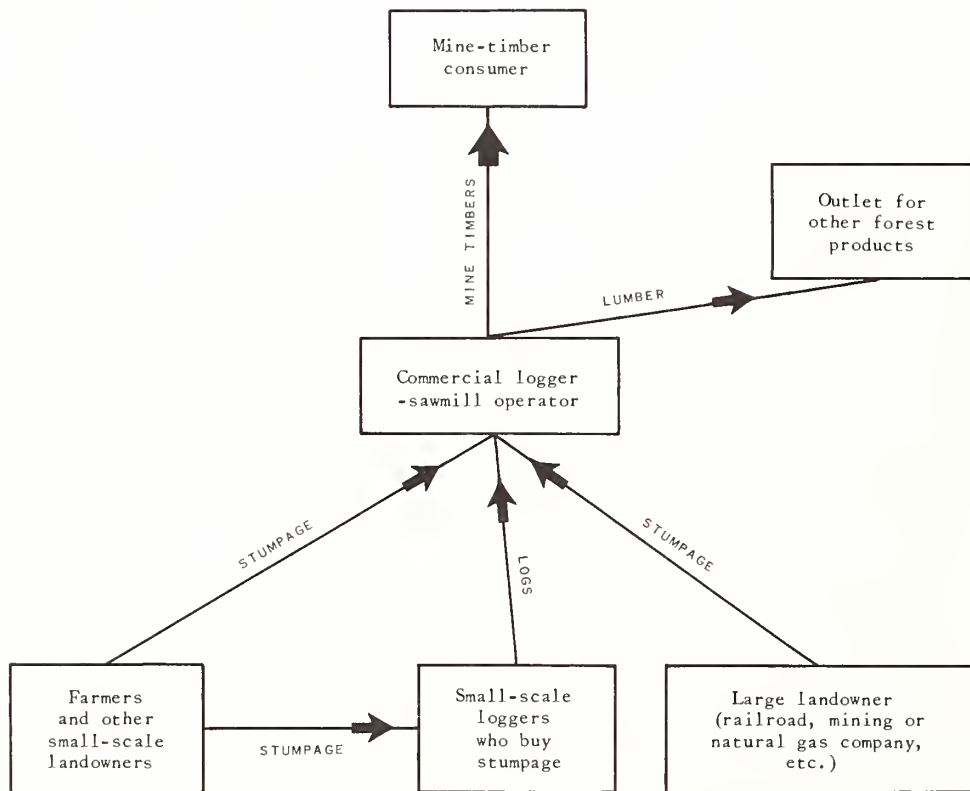 Mine-timber
consumer
MINE TIMBERS
Outlet for
other forest
products
LUMBER
Commercial logger
-sawmill operator
STUMPAGE
LOGS
STUMPAGE
Farmers
and other
small-scale
landowners
STUMPAGE
Small-scale
loggers
who buy
stumpage
Large landowner
(railroad, mining or
natural gas company,
etc.)